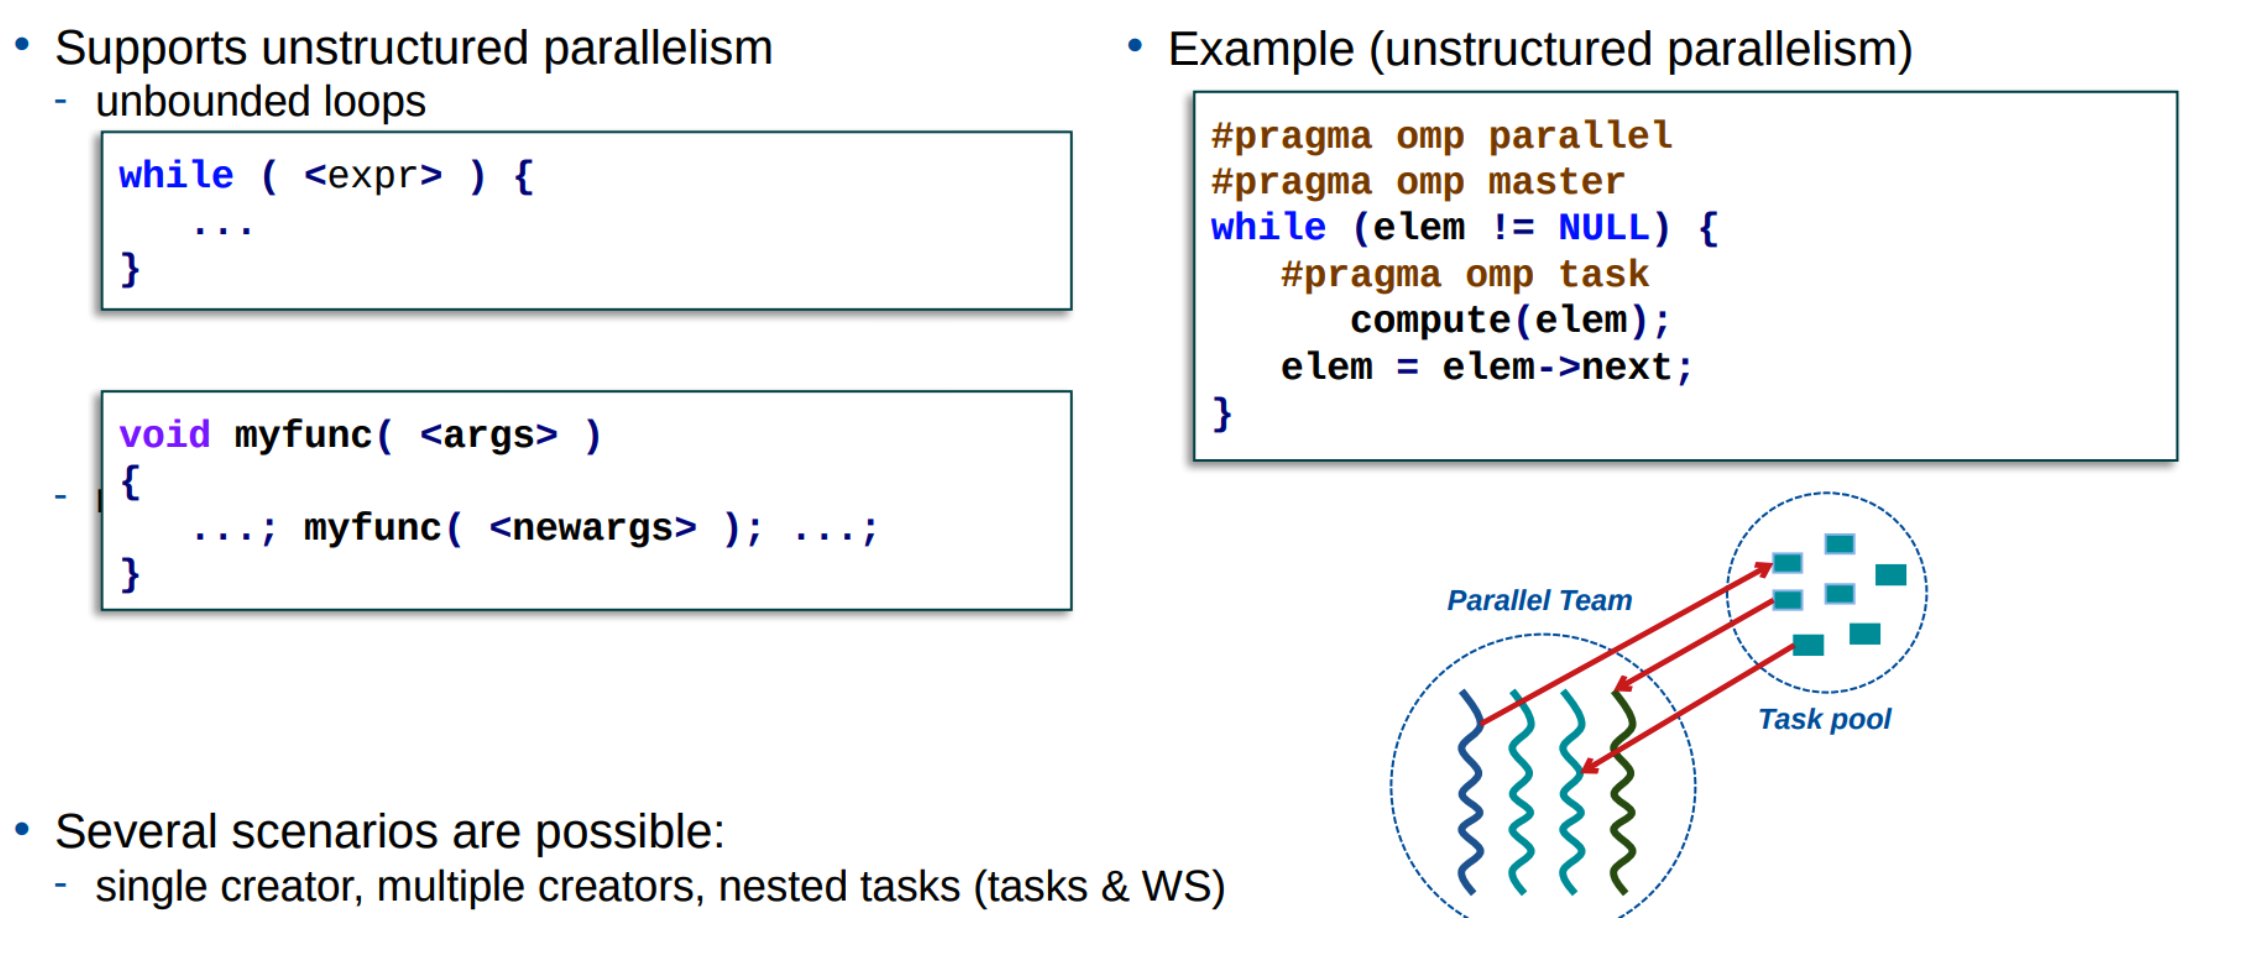 • Supports unstructured parallelism
- unbounded loops
while ( <expr> ) {
...
}
void myfunc( <args> )
{
...; myfunc( <newargs> ); ...;
}
• Several scenarios are possible:
- single creator, multiple creators, nested tasks (tasks & WS)
• Example (unstructured parallelism)
#pragma omp parallel
#pragma omp master
while (elem != NULL) {
#pragma omp task
compute(elem);
elem = elem->next;
}
Parallel Team
Task pool